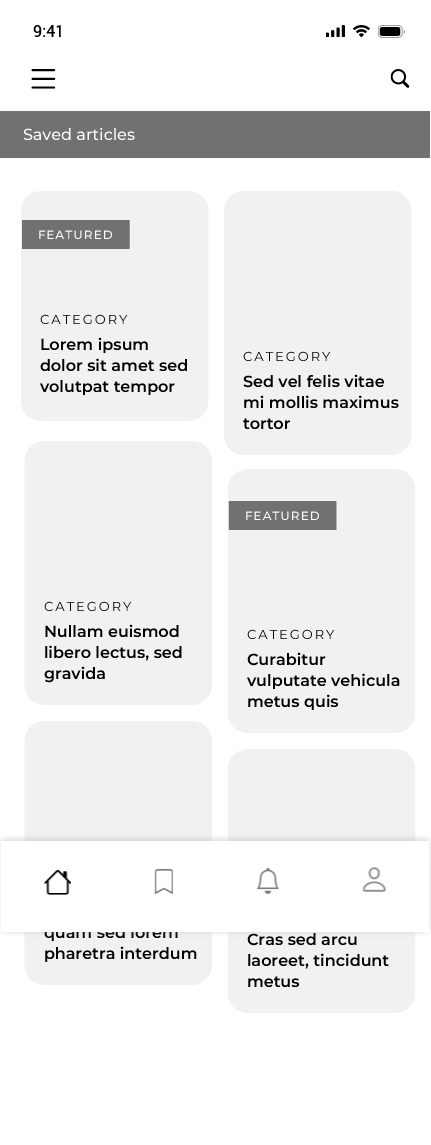 9:41
Saved articles
FEATURED
CATEGORY
Lorem ipsum
dolor sit amet sed
volutpat tempor
CATEGORY
Sed vel felis vitae
mi mollis maximus
tortor
CATEGORY
Nullam euismod
libero lectus, sed
gravida
FEATURED
CATEGORY
Curabitur
vulputate vehicula
metus quis
quam sed lorem
pharetra interdum
Cras sed arcu
laoreet, tincidunt
metus